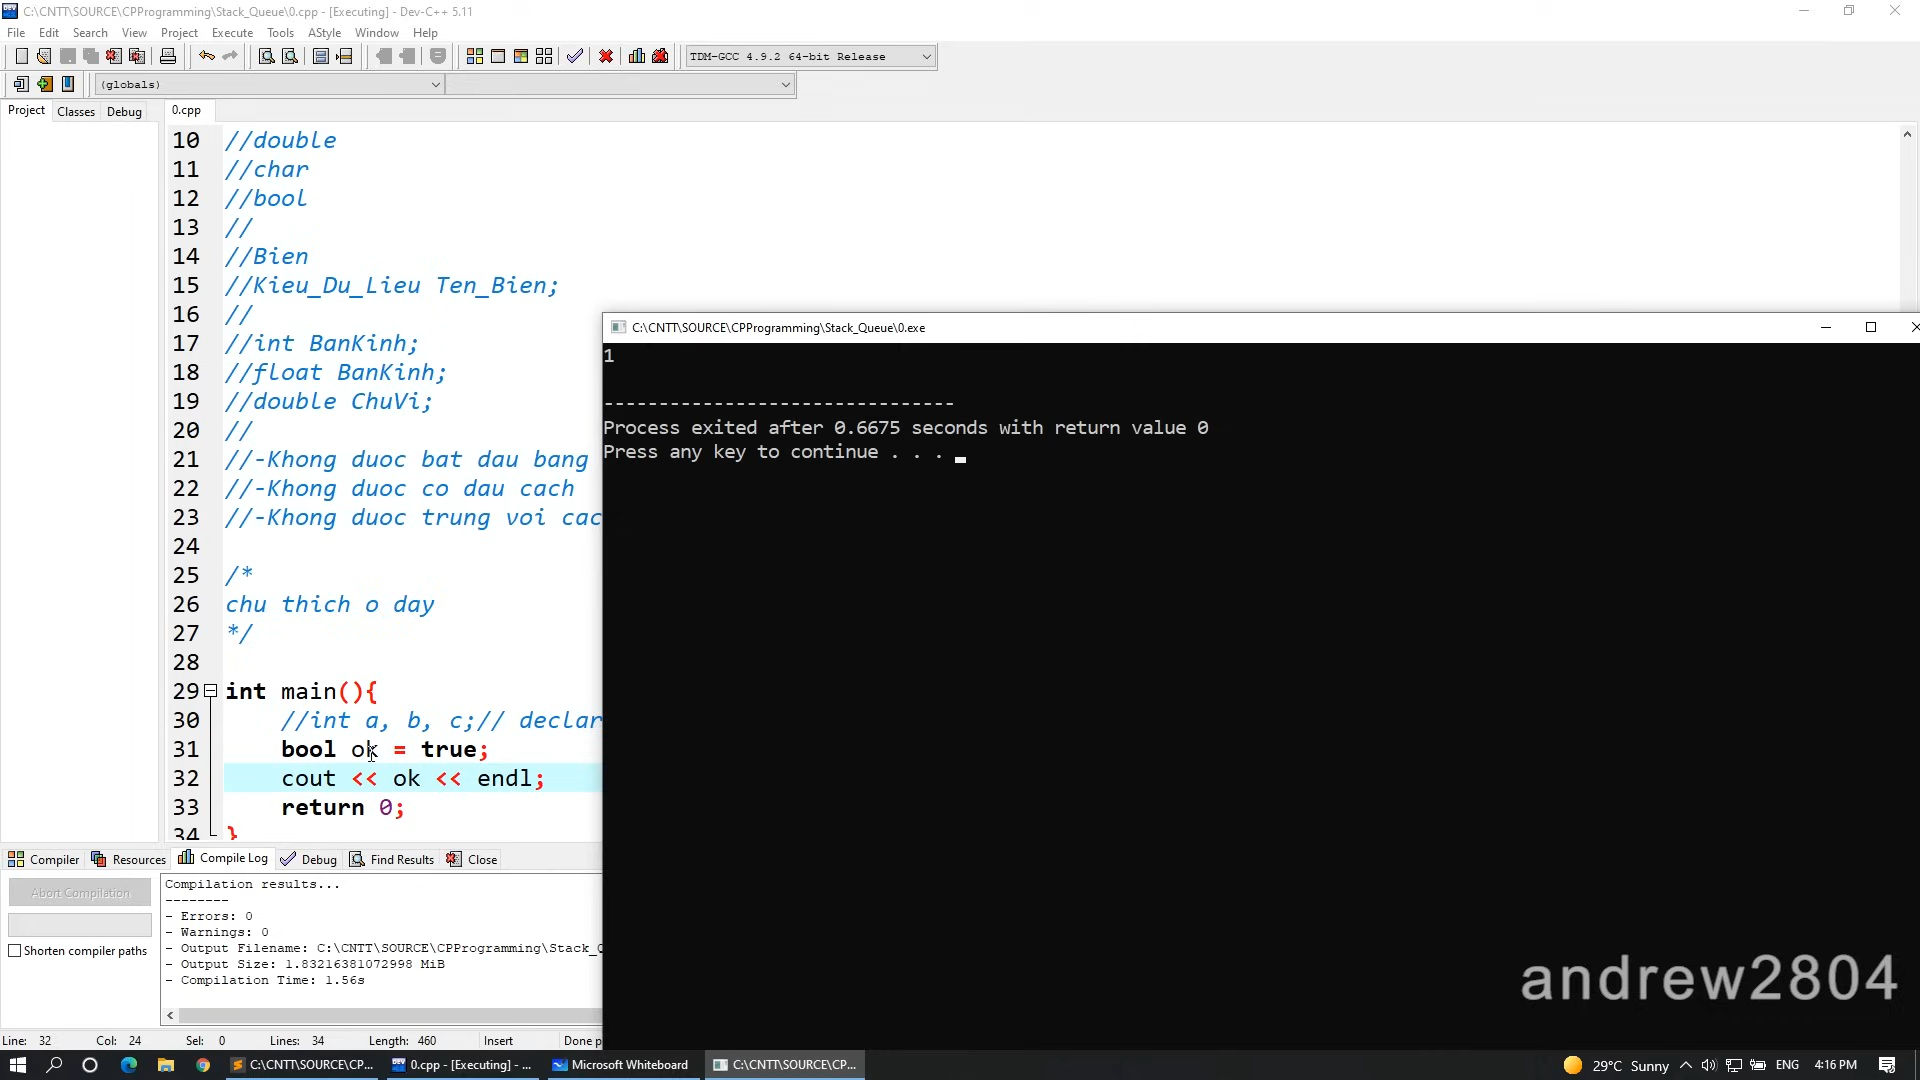 C:\CNTT\SOURCE\CPProgramming\Stack_Queue\0.cpp - [Executing] - Dev-C++ 5.11
File Edit Search View Project Execute Tools AStyle Window Help
TDM-GCC 4.9.2 64-bit Release
(globals)
Project Classes Debug 0.cpp
10 //double
11 //char
12 //bool
13 //
14 //Bien
15 //Kieu_Du_Lieu Ten_Bien;
16 //
17 //int BanKinh;
18 //float BanKinh;
19 //double ChuVi;
20 //
21 //-Khong duoc bat dau bang
22 //-Khong duoc co dau cach
23 //-Khong duoc trung voi cac
24
25 /*
26 chu thich o day
27 */
28
29 int main(){
30 //int a, b, c;// declar
31 bool ok = true;
32 cout << ok << endl;
33 return 0;
34 }
C:\CNTT\SOURCE\CPProgramming\Stack_Queue\0.exe
1
--------------------------------
Process exited after 0.6675 seconds with return value 0
Press any key to continue . . .
Compiler Resources Compile Log Debug Find Results Close
Abort Compilation
Shorten compiler paths
Compilation results...
--------
- Errors: 0
- Warnings: 0
- Output Filename: C:\CNTT\SOURCE\CPProgramming\Stack_Q
- Output Size: 1.83216381072998 MiB
- Compilation Time: 1.56s
andrew2804
Line: 32 Col: 24 Sel: 0 Lines: 34 Length: 460 Insert Done p
C:\CNTT\SOURCE\CP... 0.cpp - [Executing] - ... Microsoft Whiteboard C:\CNTT\SOURCE\CP... 29°C Sunny ENG 4:16 PM